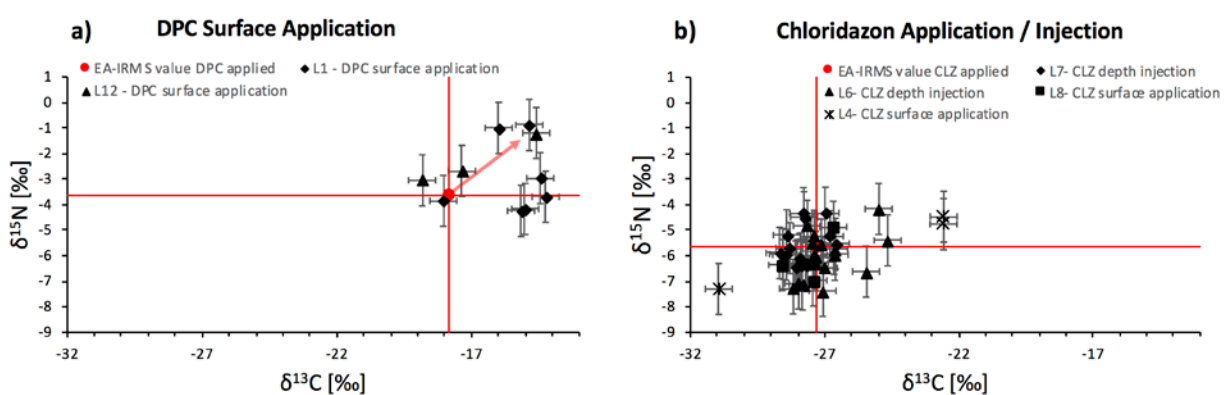 a) DPC Surface Application
EA-IRMS value DPC applied L1 - DPC surface application
L12 - DPC surface application
1
0
-1
-2
-3
-4
-5
-6
-7
-8
-9
δ15N [‰]
-32 -27 -22 -17
δ13C [‰]
b) Chloridazon Application / Injection
EA-IRMS value CLZ applied L7- CLZ depth injection
L6- CLZ depth injection L8- CLZ surface application
L4- CLZ surface application
1
0
-1
-2
-3
-4
-5
-6
-7
-8
-9
δ15N [‰]
-32 -27 -22 -17
δ13C [‰]